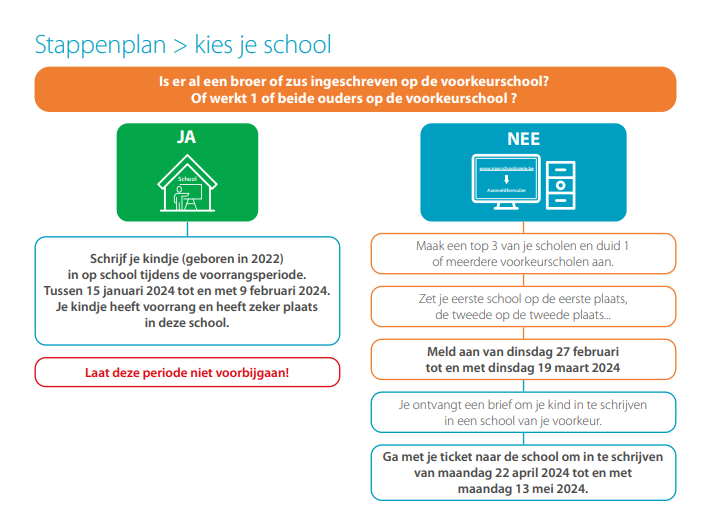 Stappenplan > kies je school
Is er al een broer of zus ingeschreven op de voorkeurschool?
Of werkt 1 of beide ouders op de voorkeurschool ?
JA
School
Schrijf je kindje (geboren in 2022)
in op school tijdens de voorrangsperiode.
Tussen 15 januari 2024 tot en met 9 februari 2024.
Je kindje heeft voorrang en heeft zeker plaats
in deze school.
Laat deze periode niet voorbijgaan!
NEE
Aanmeldformulier
Maak een top 3 van je scholen en duid 1
of meerdere voorkeurscholen aan.
Zet je eerste school op de eerste plaats,
de tweede op de tweede plaats...
Meld aan van dinsdag 27 februari
tot en met dinsdag 19 maart 2024
Je ontvangt een brief om je kind in te schrijven
in een school van je voorkeur.
Ga met je ticket naar de school om in te schrijven
van maandag 22 april 2024 tot en met
maandag 13 mei 2024.